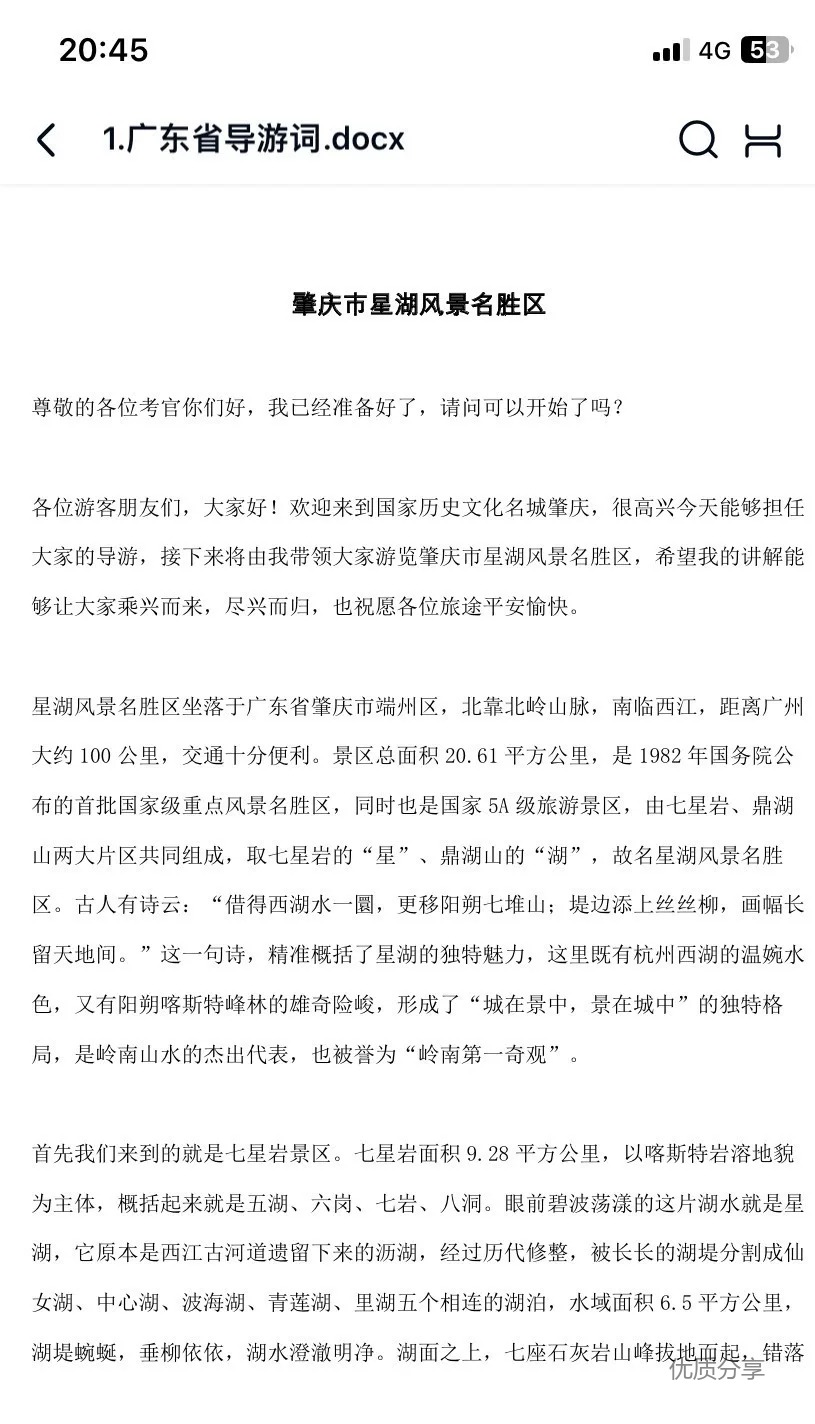 20:45
4G 53
1.广东省导游词.docx
肇庆市星湖风景名胜区
尊敬的各位考官你们好，我已经准备好了，请问可以开始了吗？
各位游客朋友们，大家好！欢迎来到国家历史文化名城肇庆，很高兴今天能够担任
大家的导游，接下来将由我带领大家游览肇庆市星湖风景名胜区，希望我的讲解能
够让大家乘兴而来，尽兴而归，也祝愿各位旅途平安愉快。
星湖风景名胜区坐落于广东省肇庆市端州区，北靠北岭山脉，南临西江，距离广州
大约 100 公里，交通十分便利。景区总面积 20.61 平方公里，是 1982 年国务院公
布的首批国家级重点风景名胜区，同时也是国家 5A 级旅游景区，由七星岩、鼎湖
山两大片区共同组成，取七星岩的“星”、鼎湖山的“湖”，故名星湖风景名胜
区。古人有诗云：“借得西湖水一圜，更移阳朔七堆山；堤边添上丝丝柳，画幅长
留天地间。”这一句诗，精准概括了星湖的独特魅力，这里既有杭州西湖的温婉水
色，又有阳朔喀斯特峰林的雄奇险峻，形成了“城在景中，景在城中”的独特格
局，是岭南山水的杰出代表，也被誉为“岭南第一奇观”。
首先我们来到的就是七星岩景区。七星岩面积 9.28 平方公里，以喀斯特岩溶地貌
为主体，概括起来就是五湖、六岗、七岩、八洞。眼前碧波荡漾的这片湖水就是星
湖，它原本是西江古河道遗留下来的沥湖，经过历代修整，被长长的湖堤分割成仙
女湖、中心湖、波海湖、青莲湖、里湖五个相连的湖泊，水域面积 6.5 平方公里，
湖堤蜿蜒，垂柳依依，湖水澄澈明净。湖面之上，七座石灰岩山峰拔地而起，错落
优质分享